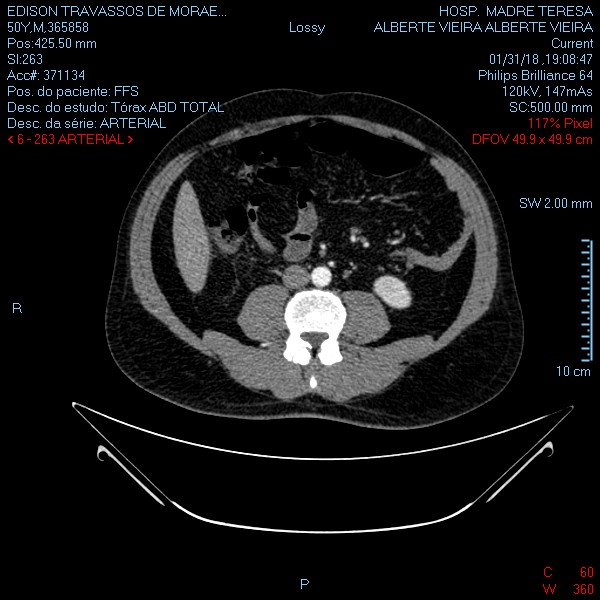 EDISON TRAVASSOS DE MORAE...
50Y,M,365858
Pos:425.50 mm
SI:263
Acc#: 371134
Pos. do paciente: FFS
Desc. do estudo: Tórax ABD TOTAL
Desc. da série: ARTERIAL
< 6 - 263 ARTERIAL >
Lossy
HOSP. MADRE TERESA
ALBERTE VIEIRA ALBERTE VIEIRA
Current
01/31/18 ,19:08:47
Philips Brilliance 64
120kV, 147mAs
SC:500.00 mm
117% Pixel
DFOV 49.9 x 49.9 cm
SW 2.00 mm
R
10 cm
P
C 60
W 360